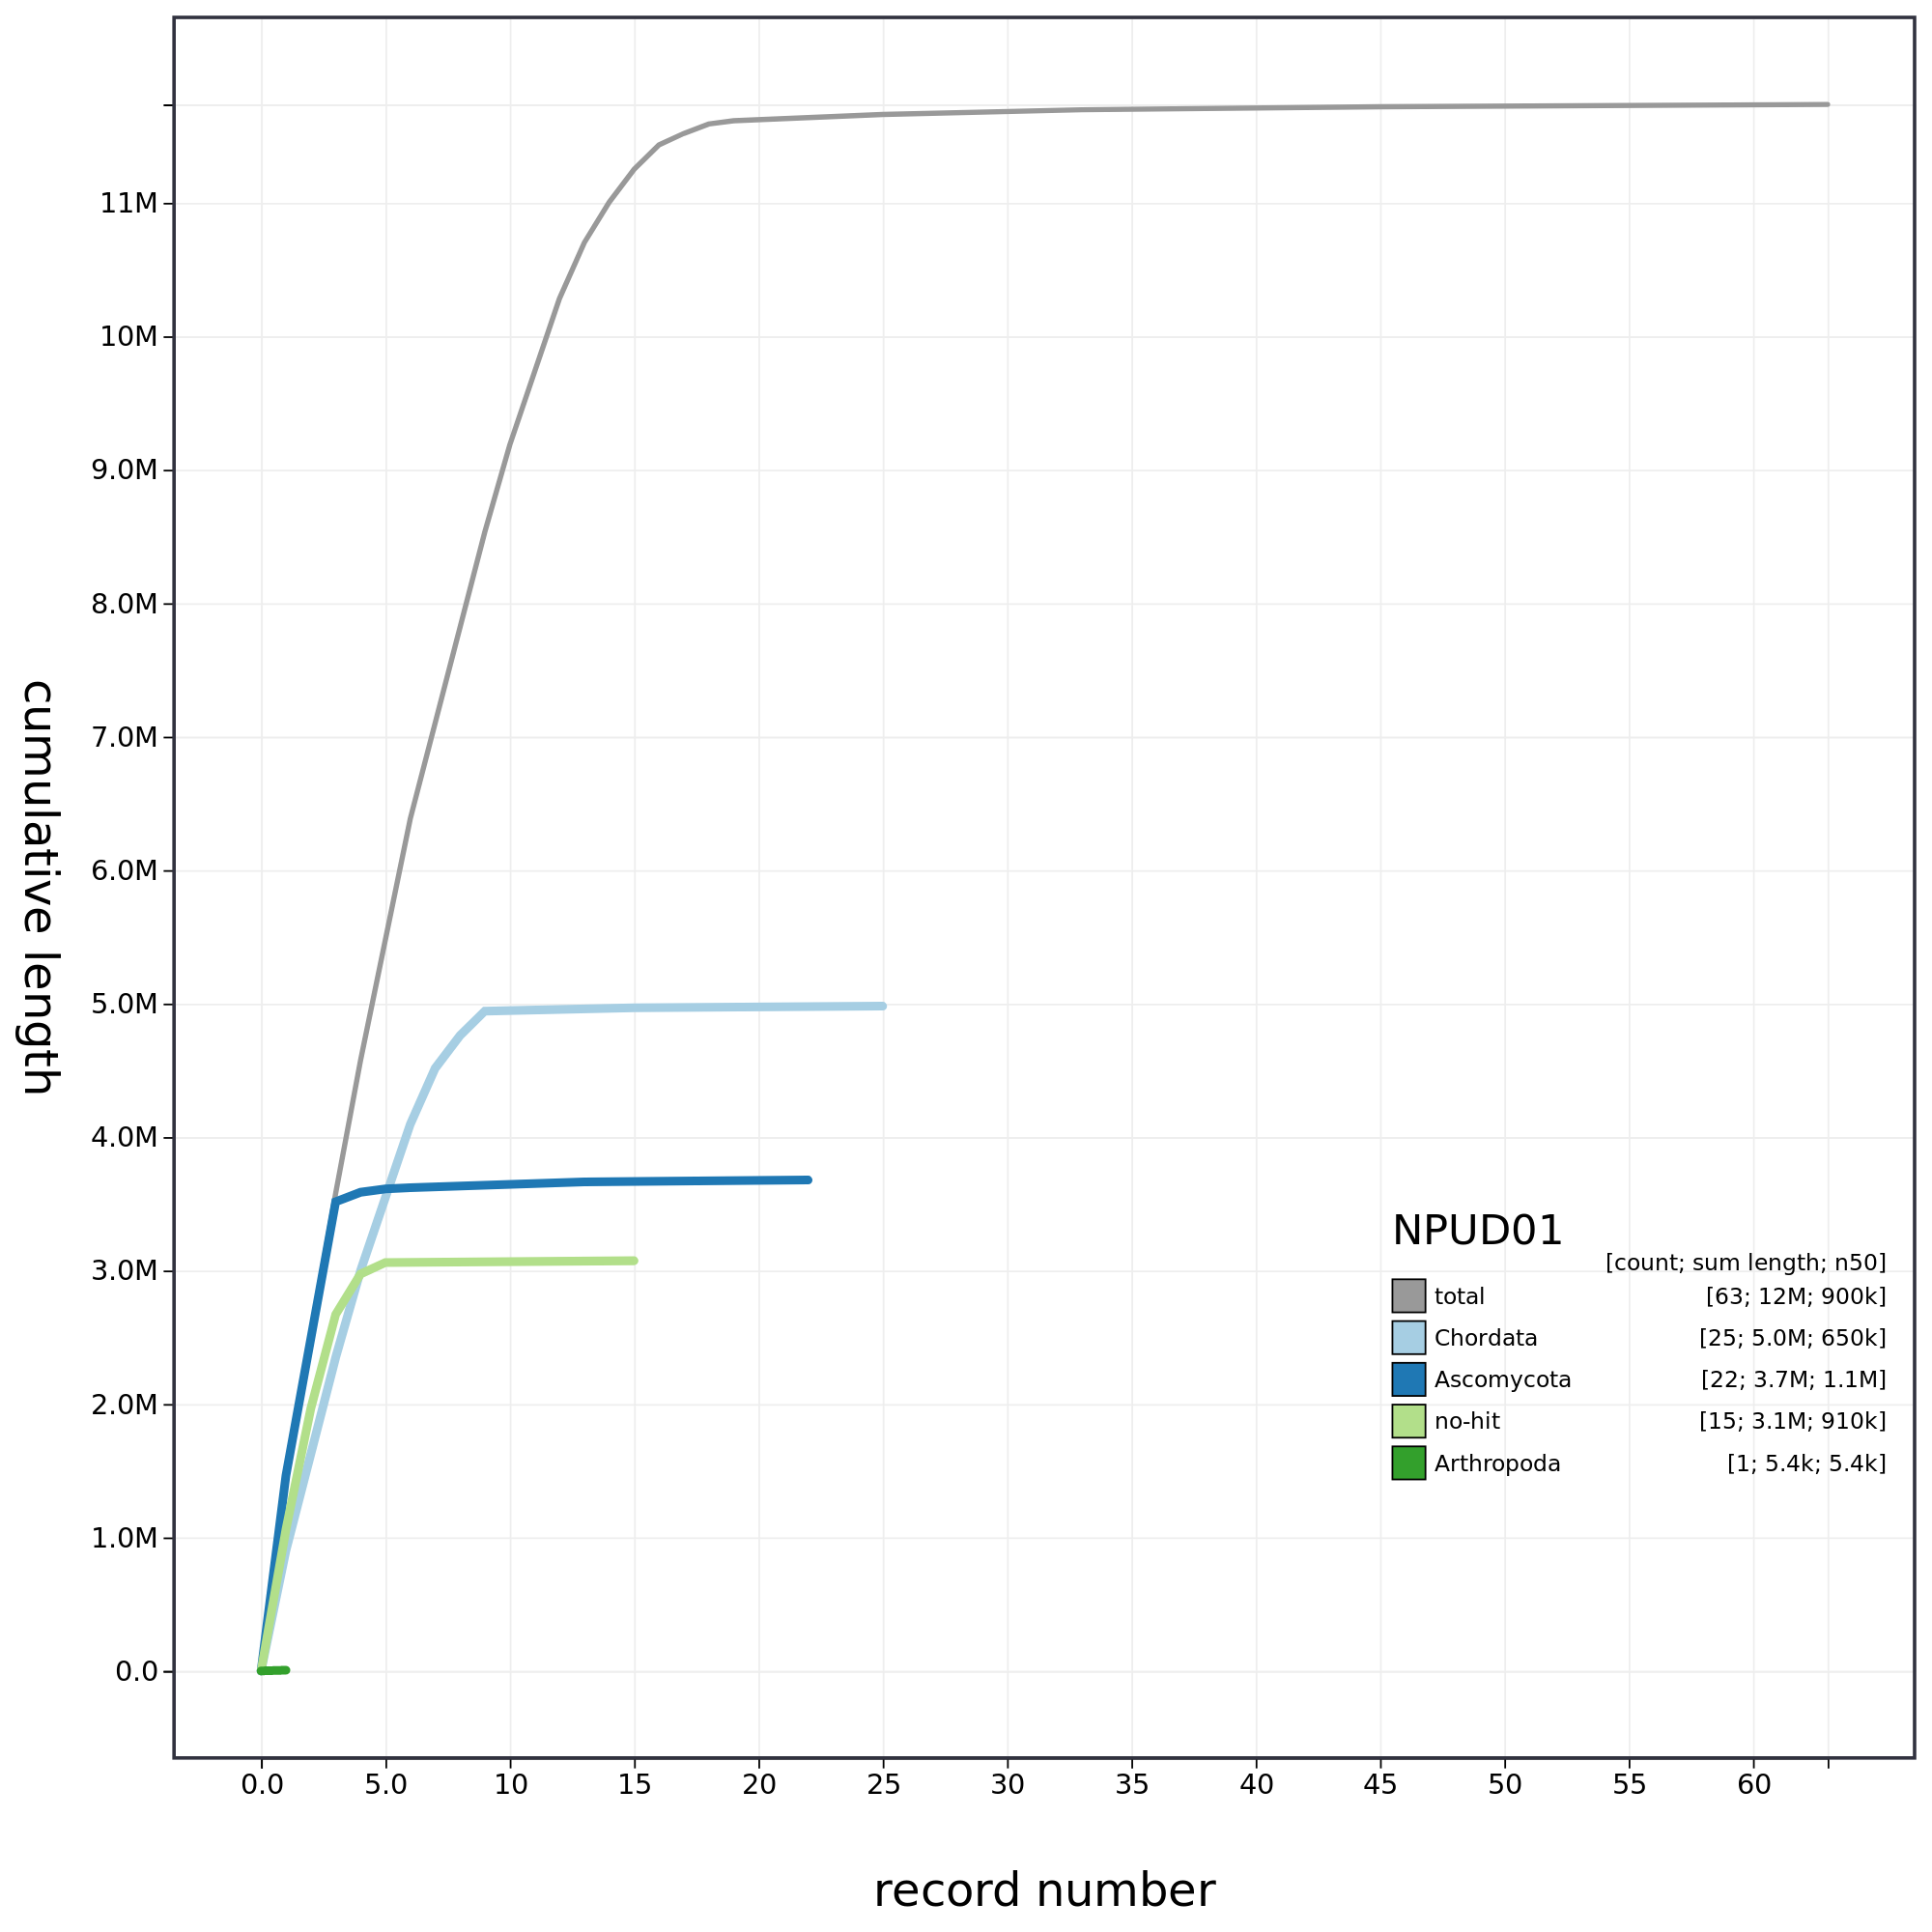 11M
10M
9.0M
8.0M
7.0M
6.0M
5.0M
4.0M
3.0M
2.0M
1.0M
0.0
cumulative length
NPUD01
[count; sum length; n50]
total [63; 12M; 900k]
Chordata [25; 5.0M; 650k]
Ascomycota [22; 3.7M; 1.1M]
no-hit [15; 3.1M; 910k]
Arthropoda [1; 5.4k; 5.4k]
0.0 5.0 10 15 20 25 30 35 40 45 50 55 60
record number